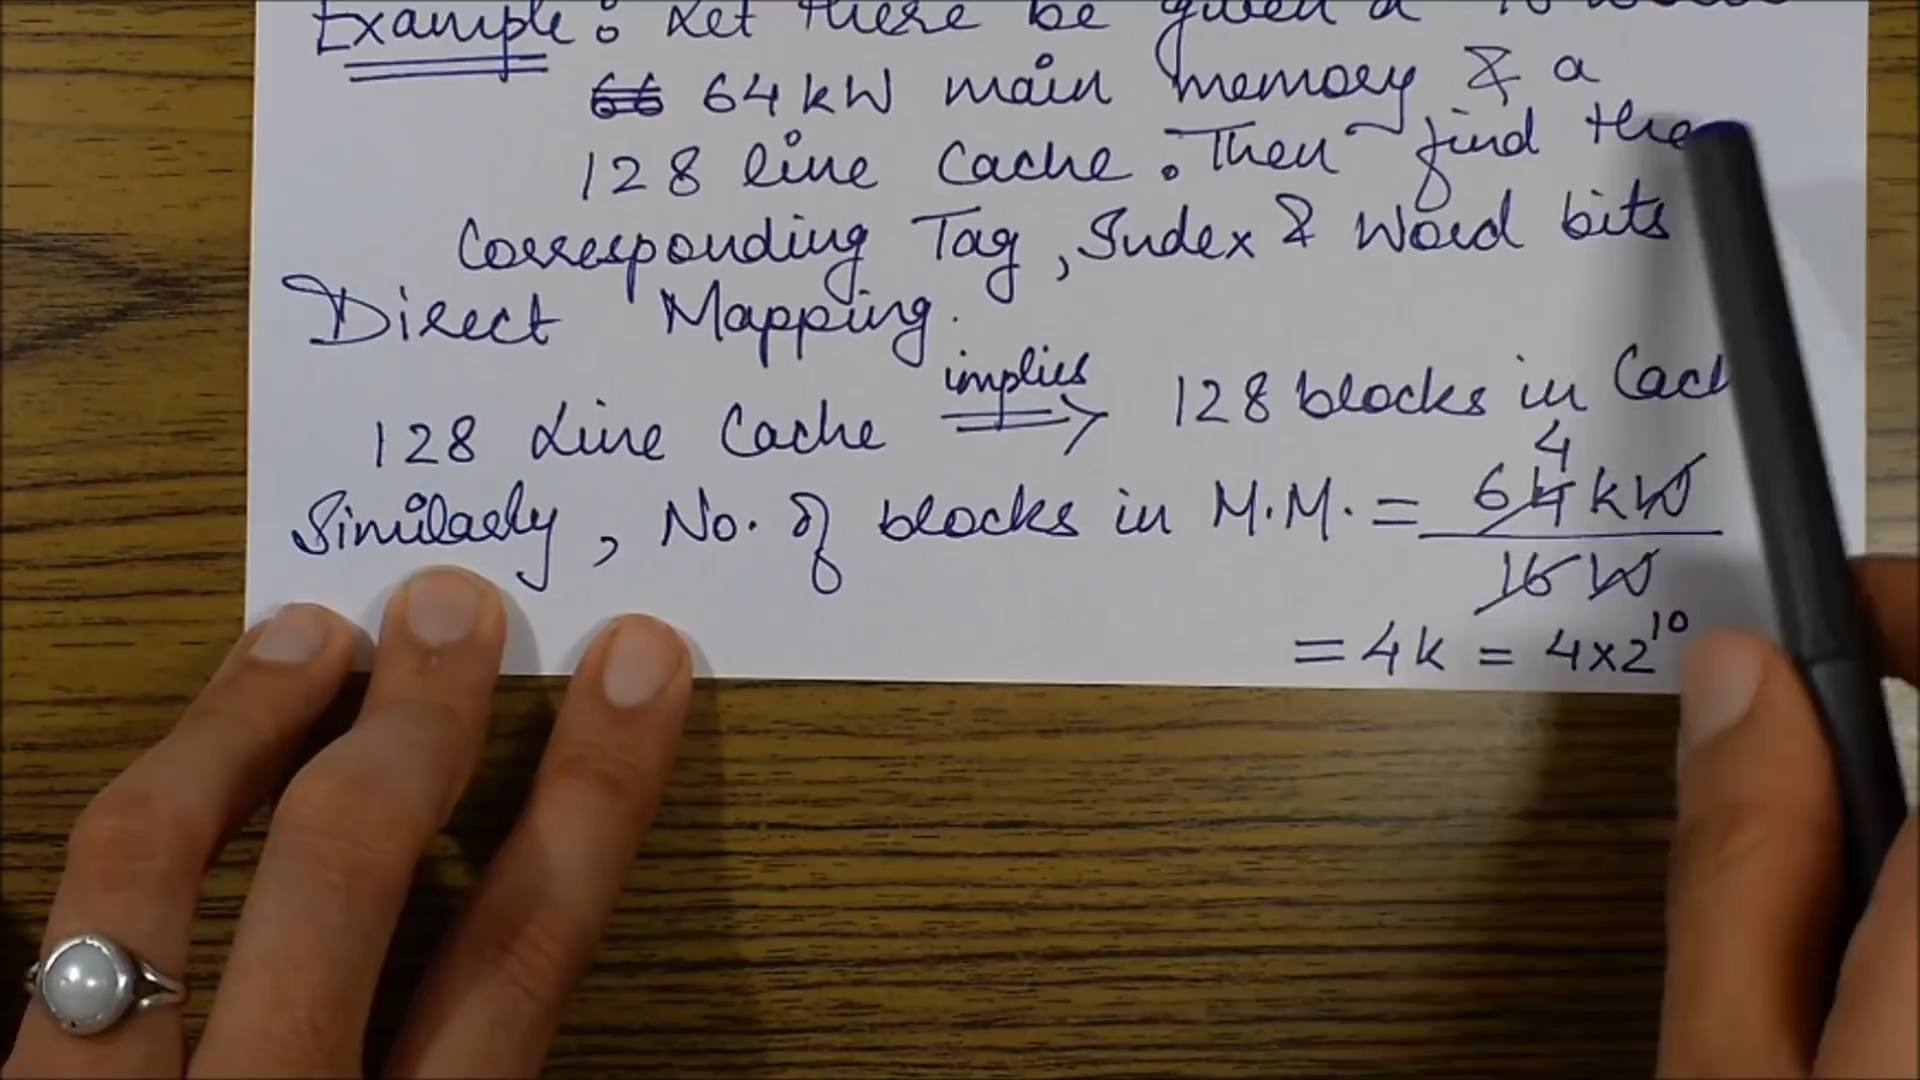 Example: Let there be given a
66 64 kW main memory & a
128 line Cache. Then find the
Corresponding Tag, Index & Word bits
Direct Mapping.
128 Line Cache implies ⟹ 128 blocks in Cach
Similarly, No. of blocks in M.M. = 64 kW / 16 W
4
= 4k = 4x2^10